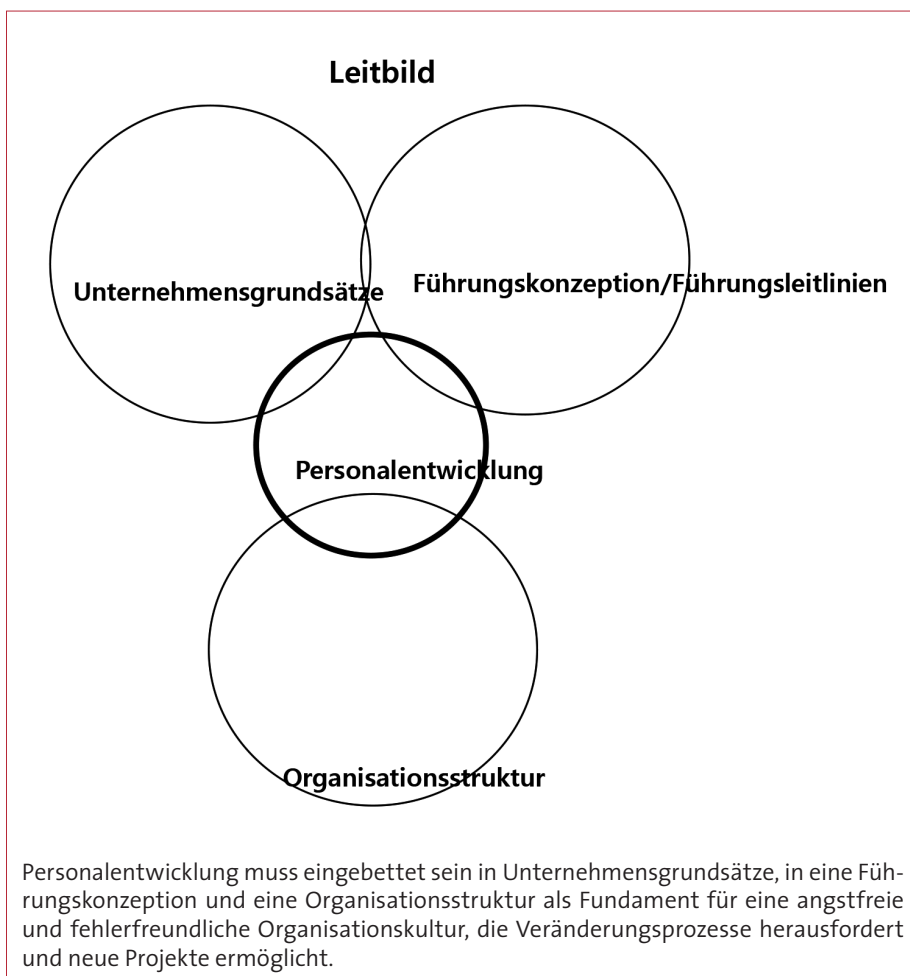 Leitbild
Unternehmensgrundsätze
Führungskonzeption/Führungsleitlinien
Personalentwicklung
Organisationsstruktur
Personalentwicklung muss eingebettet sein in Unternehmensgrundsätze, in eine Füh-
rungskonzeption und eine Organisationsstruktur als Fundament für eine angstfreie
und fehlerfreundliche Organisationskultur, die Veränderungsprozesse herausfordert
und neue Projekte ermöglicht.